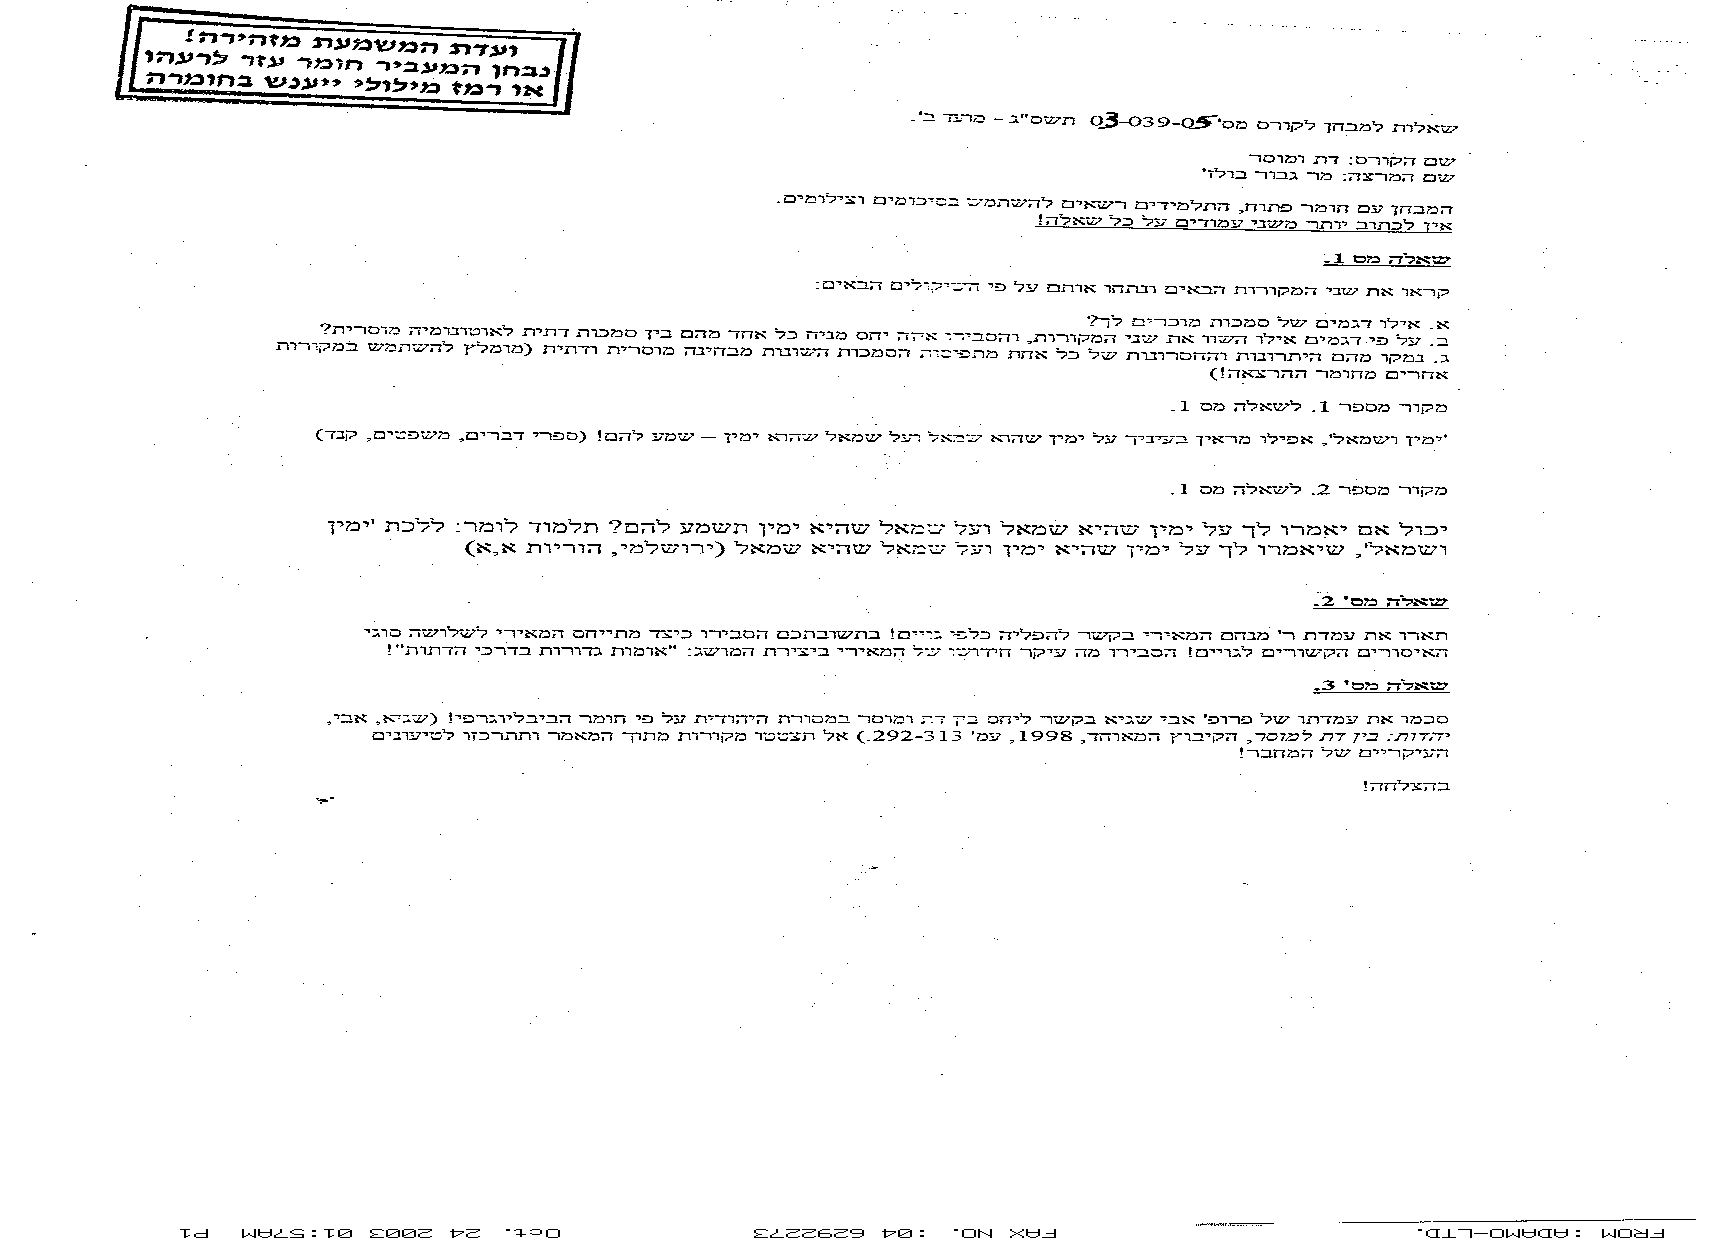 ועדת המשמעת מזהירה!
נבחן המעביר חומר עזר לרעהו
או רמז מילולי ייענש בחומרה
שאלות למבחן לקורס מס' 03-039-05 תשס"ג – מועד ב'.
שם הקורס: דת ומוסר
שם המרצה: מר גבור בולז'
המבחן עם חומר פתוח, התלמידים רשאים להשתמש בסיכומים וצילומים.
אין לכתוב יותר משני עמודים על כל שאלה!
שאלה מס 1.
קראו את שני המקורות הבאים ונתחו אותם על פי השיקולים הבאים:
א. אילו דגמים של סמכות מוכרים לך?
ב. על פי דגמים אילו השוו את שני המקורות, והסבירו איזה יחס מניח כל אחד מהם בין סמכות דתית לאוטונומיה מוסרית?
ג. נמקו מהם היתרונות והחסרונות של כל אחת מתפיסות הסמכות השונות מבחינה מוסרית ודתית (מומלץ להשתמש במקורות
אחרים מחומר ההרצאה!)
מקור מספר 1. לשאלה מס 1.
'ימין ושמאל', אפילו מראין בעיניך על ימין שהוא שמאל ועל שמאל שהוא ימין – שמע להם! (ספרי דברים, משפטים, קנד)
מקור מספר 2. לשאלה מס 1.
יכול אם יאמרו לך על ימין שהיא שמאל ועל שמאל שהיא ימין תשמע להם? תלמוד לומר: ללכת 'ימין
ושמאל', שיאמרו לך על ימין שהיא ימין ועל שמאל שהיא שמאל (ירושלמי, הוריות א,א)
שאלה מס' 2.
תארו את עמדת ר' מנחם המאירי בקשר להפליה כלפי גויים! בתשובתכם הסבירו כיצד מתייחס המאירי לשלושה סוגי
האיסורים הקשורים לגויים! הסבירו מה עיקר חידושו של המאירי ביצירת המושג: "אומות גדורות בדרכי הדתות"!
שאלה מס' 3.
סכמו את עמדתו של פרופ' אבי שגיא בקשר ליחס בין דת ומוסר במסורת היהודית על פי חומר הביבליוגרפי! (שגיא, אבי,
יהדות: בין דת למוסר, הקיבוץ המאוחד, 1998, עמ' 292-313.) אל תצטטו מקורות מתוך המאמר ותתרכזו לטיעונים
העיקריים של המחבר!
בהצלחה!
FROM : ADAMO-LTD. FAX NO. : 04 6292273 Oct. 24 2003 01:57AM P1